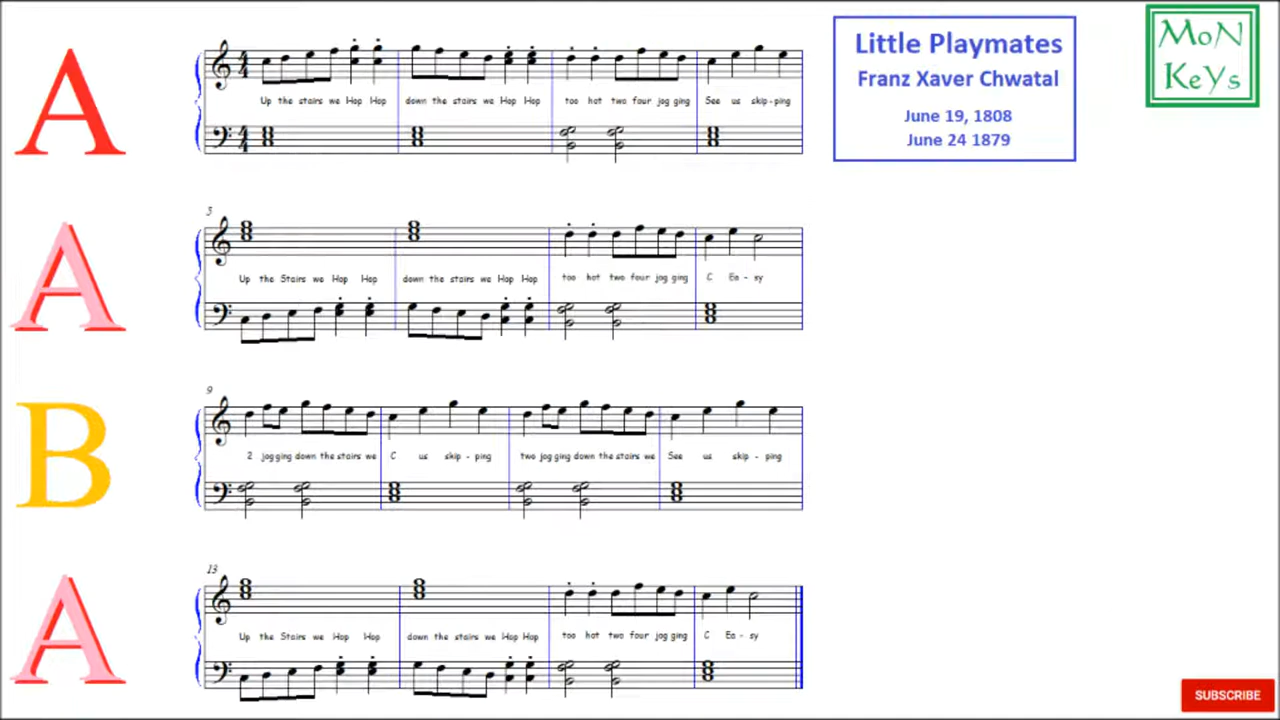 A
Up the stairs we Hop Hop down the stairs we Hop Hop too hot two four jog ging See us skip - ping
Little Playmates
Franz Xaver Chwatal
June 19, 1808
June 24 1879
MoN
KeYs
A
5
Up the Stairs we Hop Hop down the stairs we Hop Hop too hot two four jog ging C Ea - sy
B
9
2 jog ging down the stairs we C us skip - ping two jog ging down the stairs we See us skip - ping
A
13
Up the Stairs we Hop Hop down the stairs we Hop Hop too hot two four jog ging C Ea - sy
SUBSCRIBE